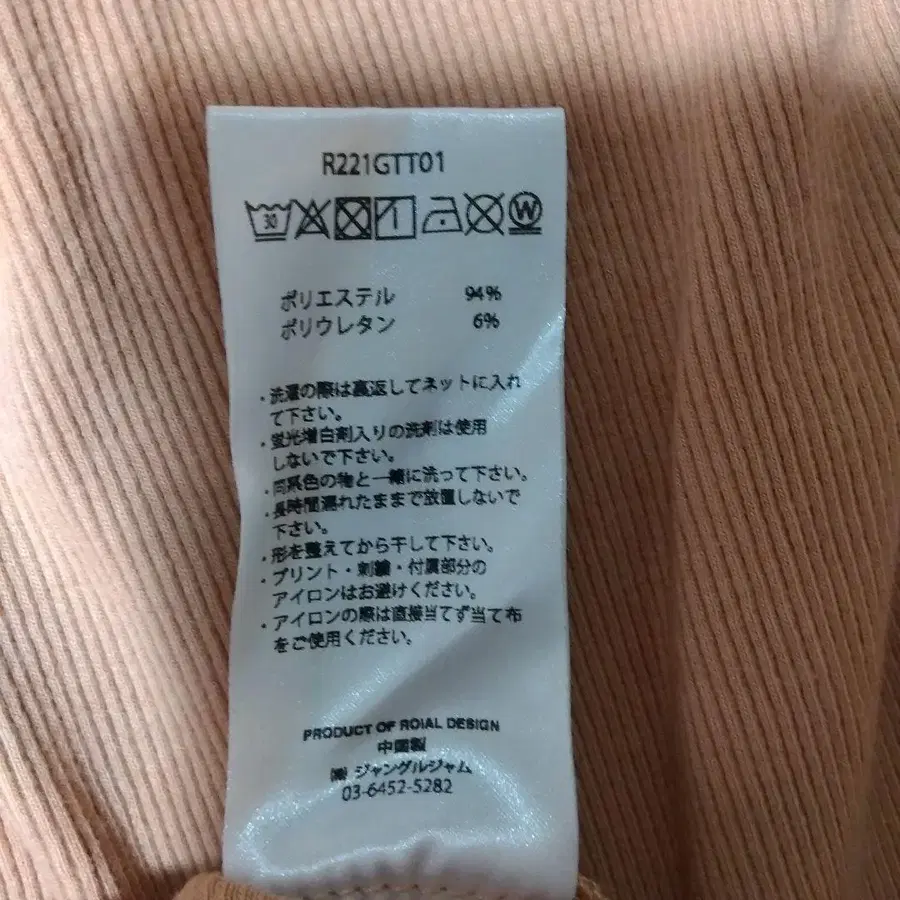 R221GTT01
30 W
ポリエステル 94%
ポリウレタン 6%
・洗濯の際は裏返してネットに入れ
て下さい。
・蛍光増白剤入りの洗剤は使用
しないで下さい。
・同系色の物と一緒に洗って下さい。
・長時間濡れたままで放置しないで
下さい。
・形を整えてから干して下さい。
・プリント・刺繍・付属部分の
アイロンはお避けください。
・アイロンの際は直接当てず当て布
をご使用ください。
PRODUCT OF ROIAL DESIGN
中国製
㈱ ジャングルジャム
03-6452-5282